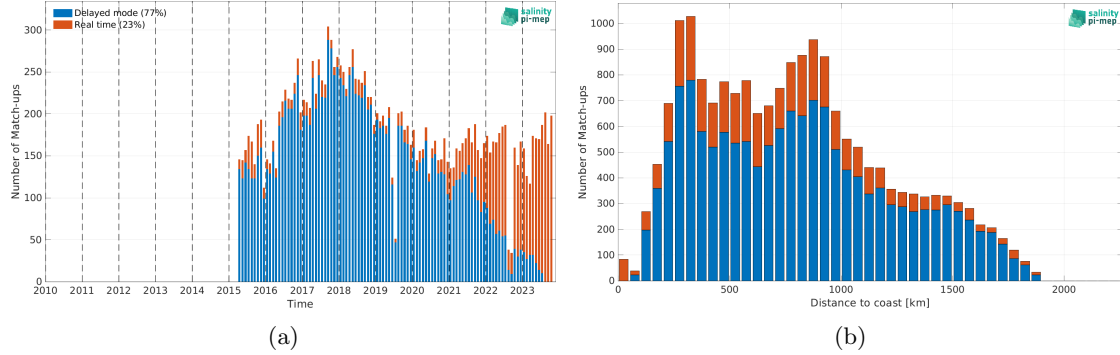 Delayed mode (77%)
Real time (23%)
salinity
pi-mep
Number of Match-ups
300
250
200
150
100
50
0
2010 2011 2012 2013 2014 2015 2016 2017 2018 2019 2020 2021 2022 2023
Time
(a)
salinity
pi-mep
Number of Match-ups
1000
900
800
700
600
500
400
300
200
100
0
0 500 1000 1500 2000
Distance to coast [km]
(b)